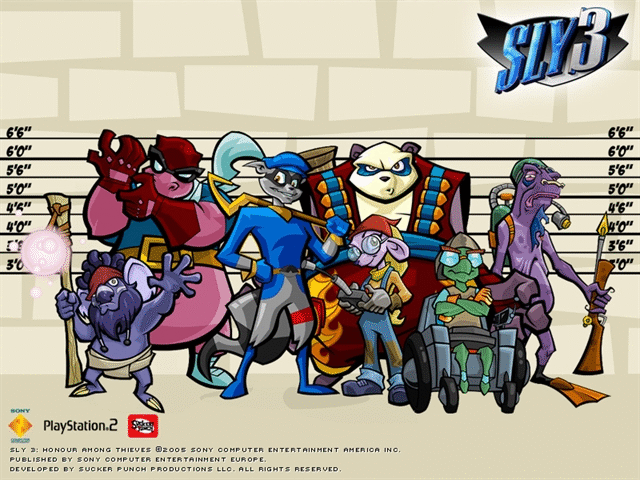 SLY 3
6'6" 6'6"
6'0" 6'0"
5'6" 5'6"
5'0" 5'0"
4'6" 4'6"
4'0" 4'0"
3'6"
3'0" 3'0"
SONY
PlayStation.2
Sucker Punch
SLY 3: HONOUR AMONG THIEVES ©2005 SONY COMPUTER ENTERTAINMENT AMERICA INC.
PUBLISHED BY SONY COMPUTER ENTERTAINMENT EUROPE.
DEVELOPED BY SUCKER PUNCH PRODUCTIONS LLC. ALL RIGHTS RESERVED.